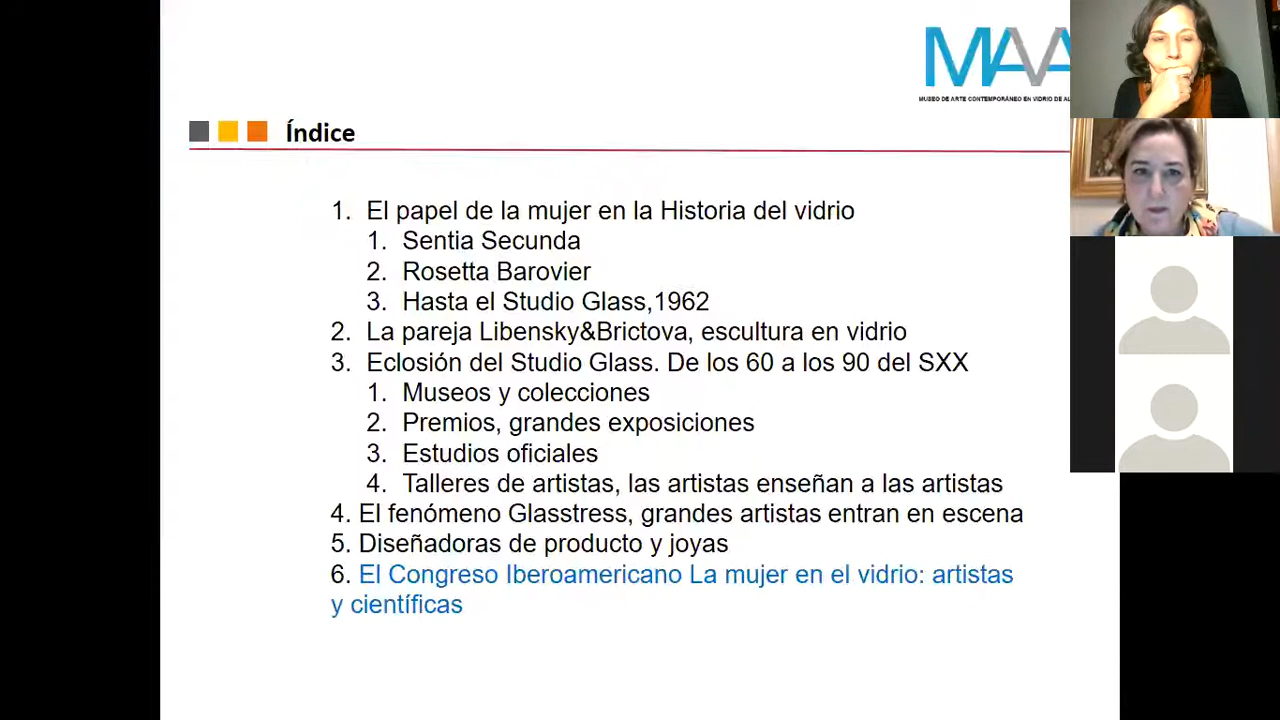 MAVA
MUSEO DE ARTE CONTEMPORÁNEO EN VIDRIO DE AL
Índice
1. El papel de la mujer en la Historia del vidrio
1. Sentia Secunda
2. Rosetta Barovier
3. Hasta el Studio Glass,1962
2. La pareja Libensky&Brictova, escultura en vidrio
3. Eclosión del Studio Glass. De los 60 a los 90 del SXX
1. Museos y colecciones
2. Premios, grandes exposiciones
3. Estudios oficiales
4. Talleres de artistas, las artistas enseñan a las artistas
4. El fenómeno Glasstress, grandes artistas entran en escena
5. Diseñadoras de producto y joyas
6. El Congreso Iberoamericano La mujer en el vidrio: artistas
y científicas